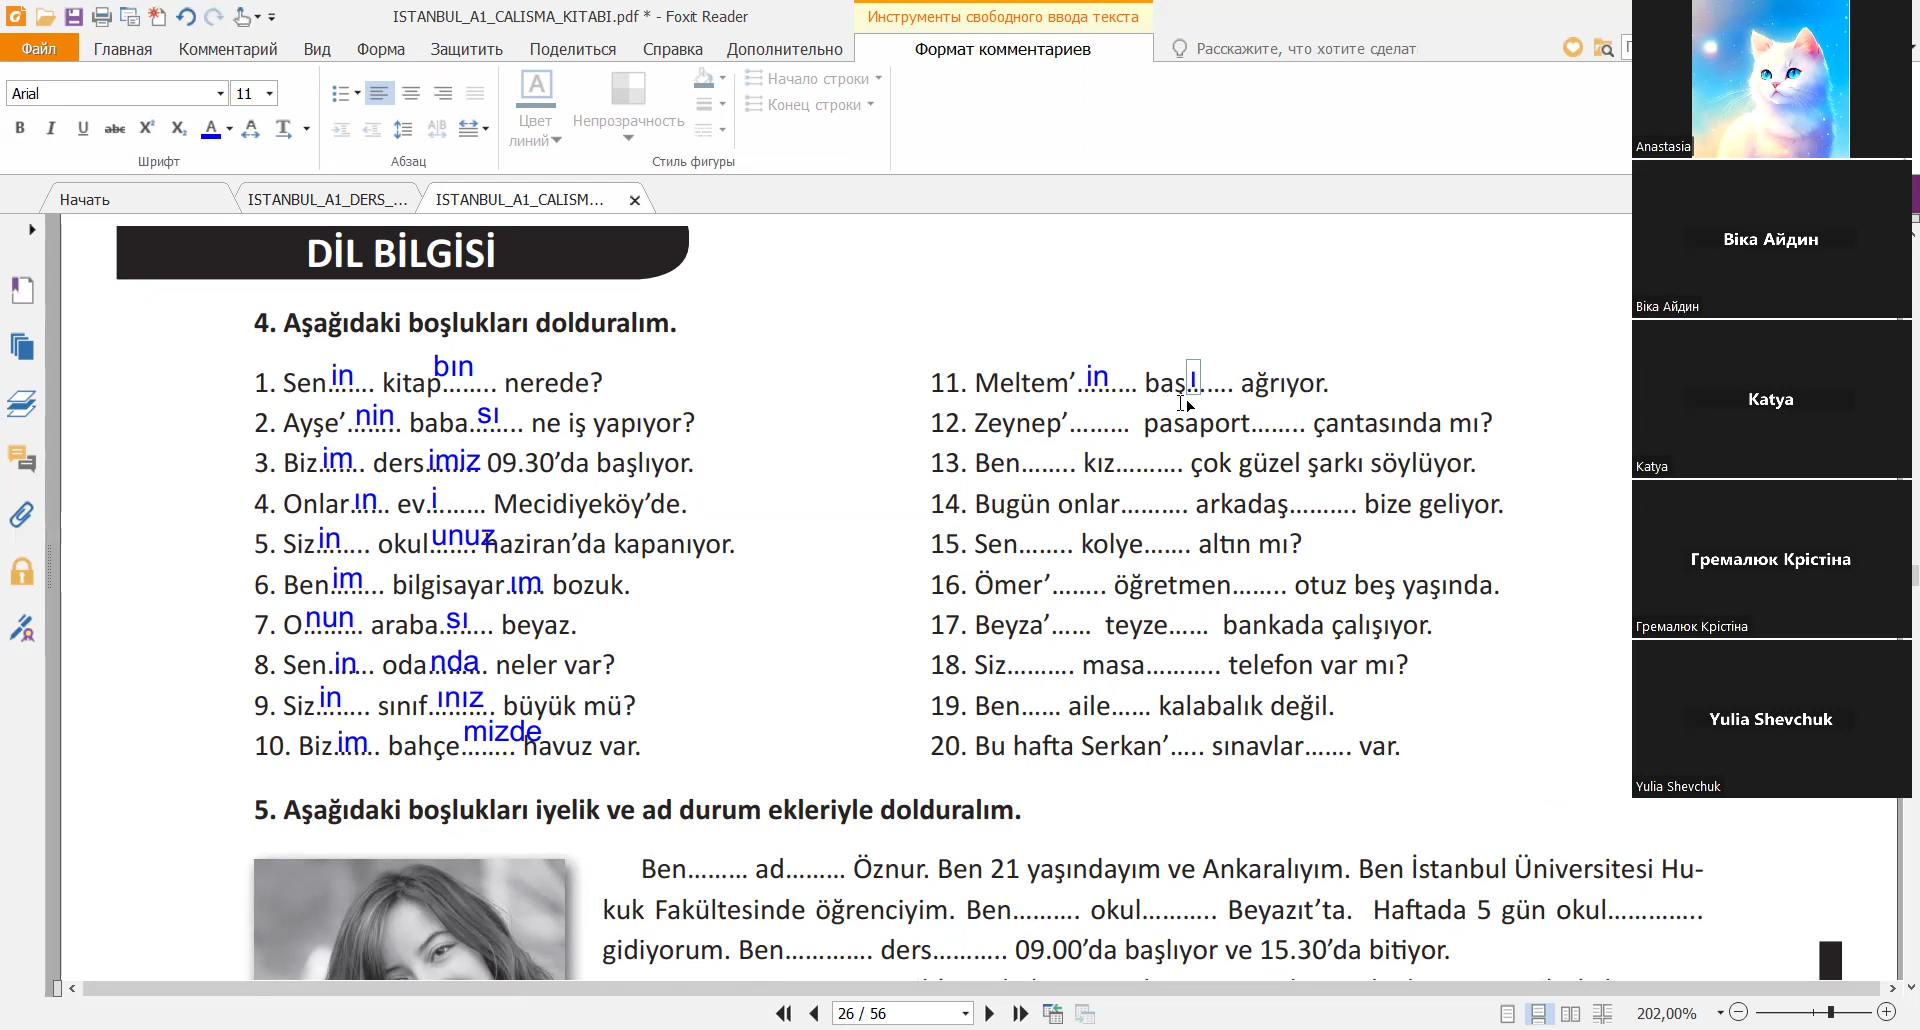 ISTANBUL_A1_CALISMA_KITABI.pdf * - Foxit Reader
Инструменты свободного ввода текста
Файл Главная Комментарий Вид Форма Защитить Поделиться Справка Дополнительно Формат комментариев Расскажите, что хотите сделат
Arial 11
Цвет линий Непрозрачность Начало строки
Конец строки
Шрифт Абзац Стиль фигуры
Начать ISTANBUL_A1_DERS_... ISTANBUL_A1_CALISM...
DİL BİLGİSİ
4. Aşağıdaki boşlukları dolduralım.
1. Sen...in.... kitap...bın..... nerede?
2. Ayşe’...nin..... baba...sı..... ne iş yapıyor?
3. Biz...im.... ders...imiz..... 09.30’da başlıyor.
4. Onlar...ın... ev...i...... Mecidiyeköy’de.
5. Siz...in..... okul...unuz.... haziran’da kapanıyor.
6. Ben...im..... bilgisayar...ım... bozuk.
7. O...nun...... araba...sı..... beyaz.
8. Sen...in.... oda...nda...... neler var?
9. Siz...in..... sınıf...ınız....... büyük mü?
10. Biz...im.... bahçe...mizde..... havuz var.
11. Meltem’...in...... baş...ı.... ağrıyor.
12. Zeynep’......... pasaport........ çantasında mı?
13. Ben........ kız.......... çok güzel şarkı söylüyor.
14. Bugün onlar.......... arkadaş.......... bize geliyor.
15. Sen........ kolye....... altın mı?
16. Ömer’........ öğretmen........ otuz beş yaşında.
17. Beyza’...... teyze...... bankada çalışıyor.
18. Siz.......... masa........... telefon var mı?
19. Ben...... aile...... kalabalık değil.
20. Bu hafta Serkan’..... sınavlar....... var.
5. Aşağıdaki boşlukları iyelik ve ad durum ekleriyle dolduralım.
Ben......... ad......... Öznur. Ben 21 yaşındayım ve Ankaralıyım. Ben İstanbul Üniversitesi Hu-
kuk Fakültesinde öğrenciyim. Ben.......... okul........... Beyazıt’ta. Haftada 5 gün okul..............
gidiyorum. Ben............. ders........... 09.00’da başlıyor ve 15.30’da bitiyor.
26 / 56
202,00%
Anastasia
Віка Айдин
Віка Айдин
Katya
Katya
Гремалюк Крістіна
Гремалюк Крістіна
Yulia Shevchuk
Yulia Shevchuk